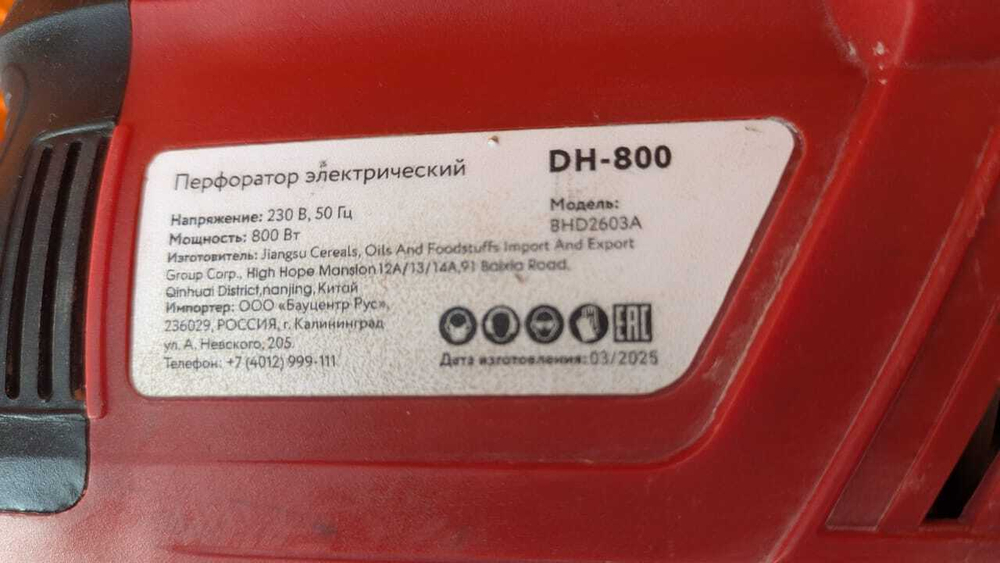 Перфоратор электрический
DH-800
Напряжение: 230 В, 50 Гц
Мощность: 800 Вт
Модель:
BHD2603A
Изготовитель: Jiangsu Cereals, Oils And Foodstuffs Import And Export
Group Corp., High Hope Mansion 12A/13/14A,91 Baixia Road,
Qinhuai District,nanjing, Китай
Импортер: ООО «Бауцентр Рус»,
236029, РОССИЯ, г. Калининград
ул. А. Невского, 205
Телефон: +7 (4012) 999-111
EAC
Дата изготовления: 03/2025